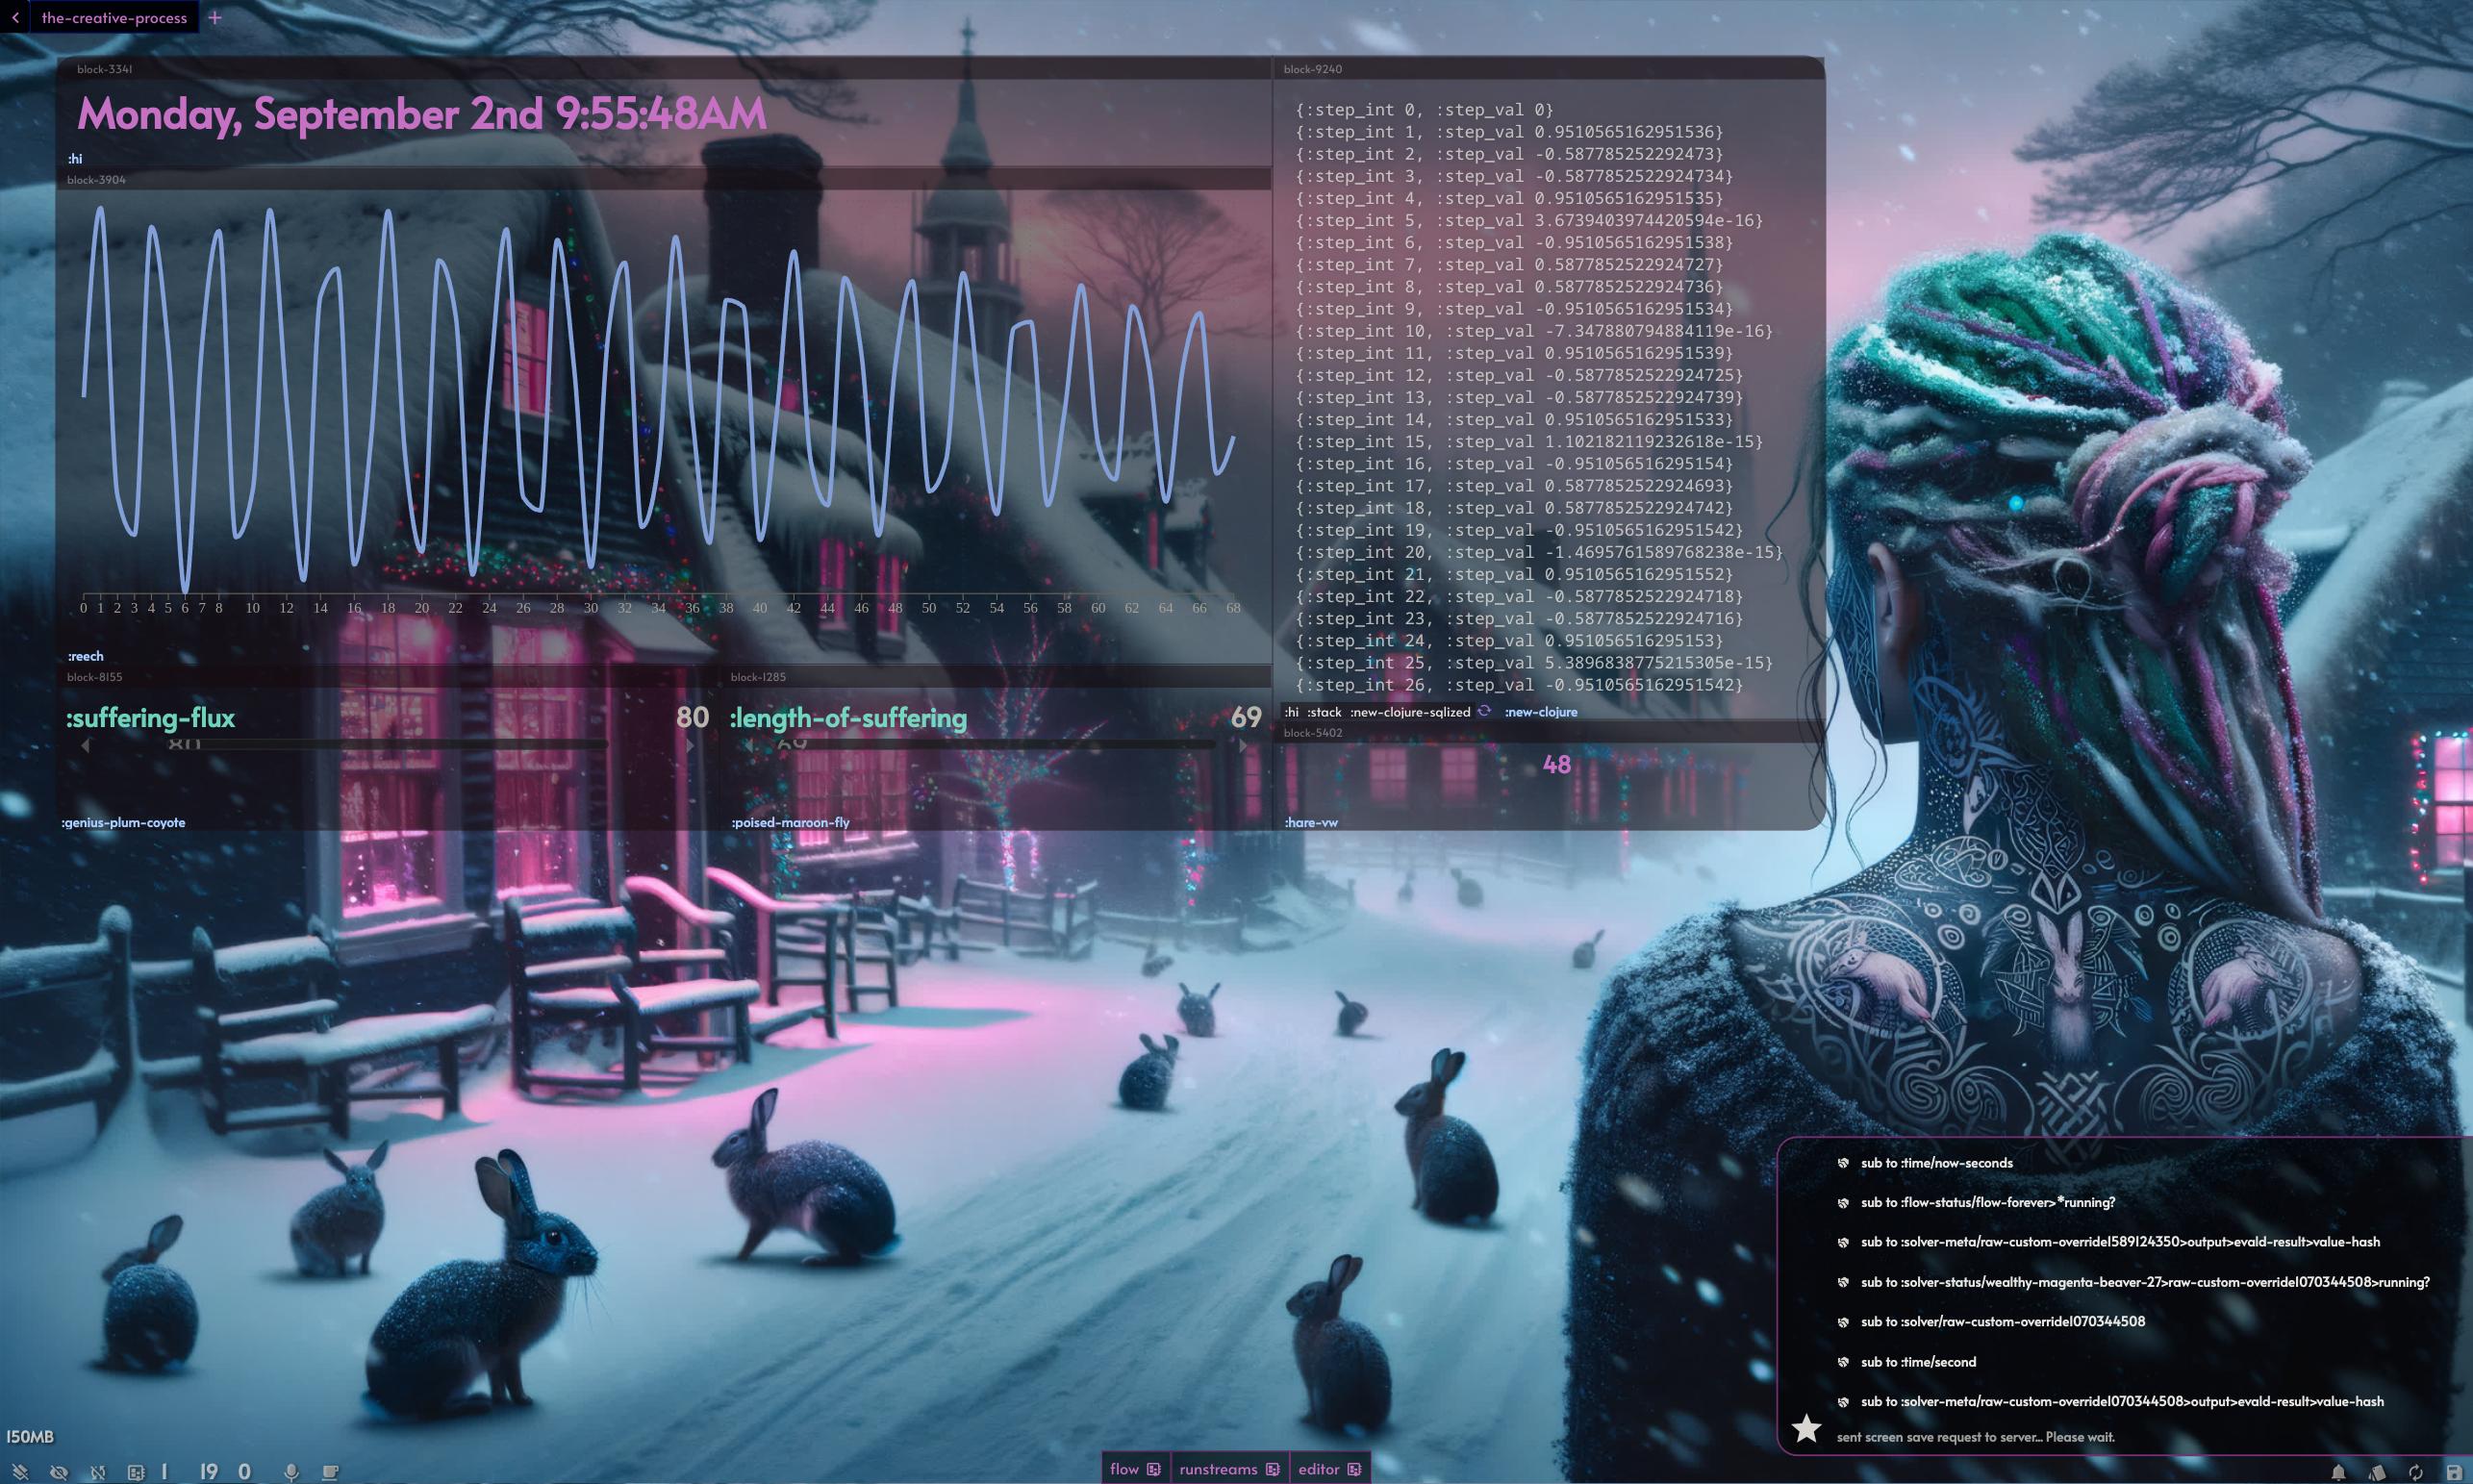 the-creative-process +
block-3341
Monday, September 2nd 9:55:48AM
:hi
block-3904
0 1 2 3 4 5 6 7 8 10 12 14 16 18 20 22 24 26 28 30 32 34 36 38 40 42 44 46 48 50 52 54 56 58 60 62 64 66 68
:reech
block-8155
:suffering-flux 80
80
:genius-plum-coyote
block-1285
:length-of-suffering 69
69
:poised-maroon-fly
block-9240
{:step_int 0, :step_val 0}
{:step_int 1, :step_val 0.9510565162951536}
{:step_int 2, :step_val -0.587785252292473}
{:step_int 3, :step_val -0.5877852522924734}
{:step_int 4, :step_val 0.9510565162951535}
{:step_int 5, :step_val 3.6739403974420594e-16}
{:step_int 6, :step_val -0.9510565162951538}
{:step_int 7, :step_val 0.5877852522924727}
{:step_int 8, :step_val 0.5877852522924736}
{:step_int 9, :step_val -0.9510565162951534}
{:step_int 10, :step_val -7.347880794884119e-16}
{:step_int 11, :step_val 0.9510565162951539}
{:step_int 12, :step_val -0.5877852522924725}
{:step_int 13, :step_val -0.5877852522924739}
{:step_int 14, :step_val 0.9510565162951533}
{:step_int 15, :step_val 1.102182119232618e-15}
{:step_int 16, :step_val -0.951056516295154}
{:step_int 17, :step_val 0.5877852522924693}
{:step_int 18, :step_val 0.5877852522924742}
{:step_int 19, :step_val -0.9510565162951542}
{:step_int 20, :step_val -1.4695761589768238e-15}
{:step_int 21, :step_val 0.9510565162951552}
{:step_int 22, :step_val -0.5877852522924718}
{:step_int 23, :step_val -0.5877852522924716}
{:step_int 24, :step_val 0.951056516295153}
{:step_int 25, :step_val 5.3896838775215305e-15}
{:step_int 26, :step_val -0.9510565162951542}
:hi :stack :new-clojure-sqlized :new-clojure
block-5402
48
:hare-vw
sub to :time/now-seconds
sub to :flow-status/flow-forever>*running?
sub to :solver-meta/raw-custom-override1589124350>output>evald-result>value-hash
sub to :solver-status/wealthy-magenta-beaver-27>raw-custom-override1070344508>running?
sub to :solver/raw-custom-override1070344508
sub to :time/second
sub to :solver-meta/raw-custom-override1070344508>output>evald-result>value-hash
sent screen save request to server... Please wait.
150MB
1 19 0
flow
runstreams
editor